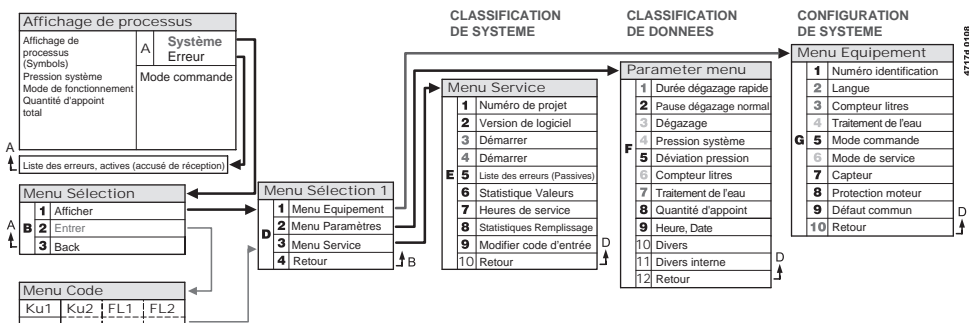 Affichage de processus
Affichage de
processus
(Symbols)
Pression système
Mode de fonctionnement
Quantité d'appoint
total
A
Système
Erreur
Mode commande
A
Liste des erreurs, actives (accusé de réception)
Menu Sélection
A
B
1 Afficher
2 Entrer
3 Back
Menu Code
Ku1 Ku2 FL1 FL2
Menu Sélection 1
D
1 Menu Equipement
2 Menu Paramètres
3 Menu Service
4 Retour
B
CLASSIFICATION
DE SYSTEME
Menu Service
E
1 Numéro de projet
2 Version de logiciel
3 Démarrer
4 Démarrer
5 Liste des erreurs (Passives)
6 Statistique Valeurs
7 Heures de service
8 Statistiques Remplissage
9 Modifier code d'entrée
10 Retour
D
CLASSIFICATION
DE DONNEES
Parameter menu
F
1 Durée dégazage rapide
2 Pause dégazage normal
3 Dégazage
4 Pression système
5 Déviation pression
6 Compteur litres
7 Traitement de l'eau
8 Quantité d'appoint
9 Heure, Date
10 Divers
11 Divers interne
12 Retour
D
CONFIGURATION
DE SYSTEME
Menu Equipement
G
1 Numéro identification
2 Langue
3 Compteur litres
4 Traitement de l'eau
5 Mode commande
6 Mode de service
7 Capteur
8 Protection moteur
9 Défaut commun
10 Retour
D
4717d 0108